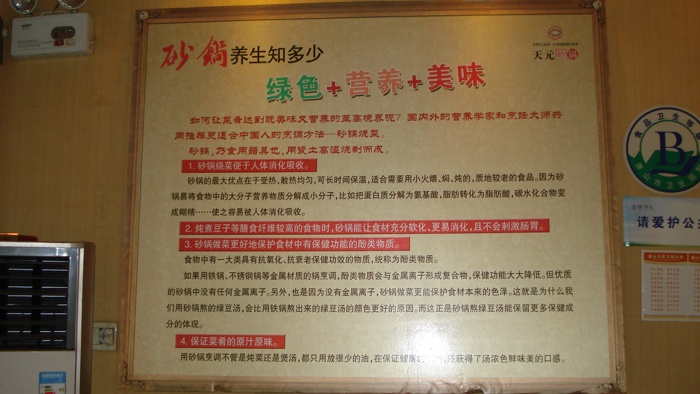 砂锅养生知多少
天元
绿色+营养+美味
如何让菜肴达到既美味又营养的至高境界呢？国内外的营养学家和烹饪大师共
同推荐更适合中国人的烹调方法—砂锅烧菜。
砂锅，乃食用器具也，用瓷土高温烧制而成。
1. 砂锅烧菜便于人体消化吸收。
砂锅的最大优点在于受热、散热均匀，可长时间保温，适合需要用小火煨、焖、炖的，质地较老的食品。因为砂
锅易将食物中的大分子营养物质分解成小分子，比如把蛋白质分解为氨基酸，脂肪转化为脂肪酸，碳水化合物变
成糊精……使之容易被人体消化吸收。
2. 炖煮豆子等膳食纤维较高的食物时，砂锅能让食材充分软化、更易消化，且不会刺激肠胃。
3. 砂锅做菜更好地保护食材中有保健功能的酚类物质。
食物中有一大类具有抗氧化、抗衰老保健功效的物质，统称为酚类物质。
如果用铁锅、不锈钢锅等金属材质的锅烹调，酚类物质会与金属离子形成复合物，保健功能大大降低。但优质
的砂锅中没有任何金属离子。另外，也是因为没有金属离子，砂锅做菜更能保护食材本来的色泽。这就是为什么我
们用砂锅熬的绿豆汤，会比用铁锅熬出来的绿豆汤的颜色更好的原因。而这正是砂锅熬绿豆汤能保留更多保健成
分的体现。
4. 保证菜肴的原汁原味。
用砂锅烹调不管是炖菜还是煲汤，都只用放很少的油，在保证健康的 还获得了汤浓色鲜味美的口感。
食品卫生
B
请爱护公共